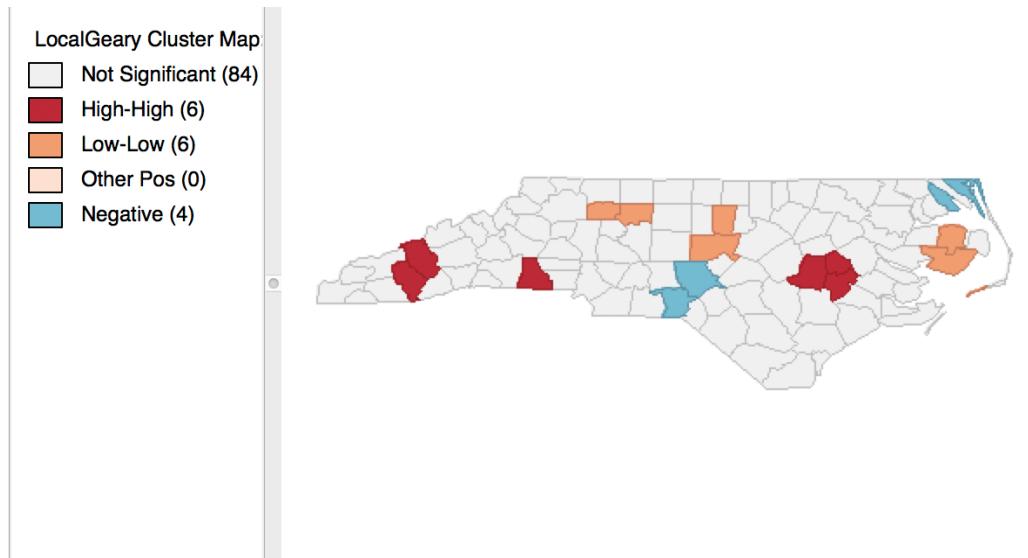 LocalGeary Cluster Map:
Not Significant (84)
High-High (6)
Low-Low (6)
Other Pos (0)
Negative (4)